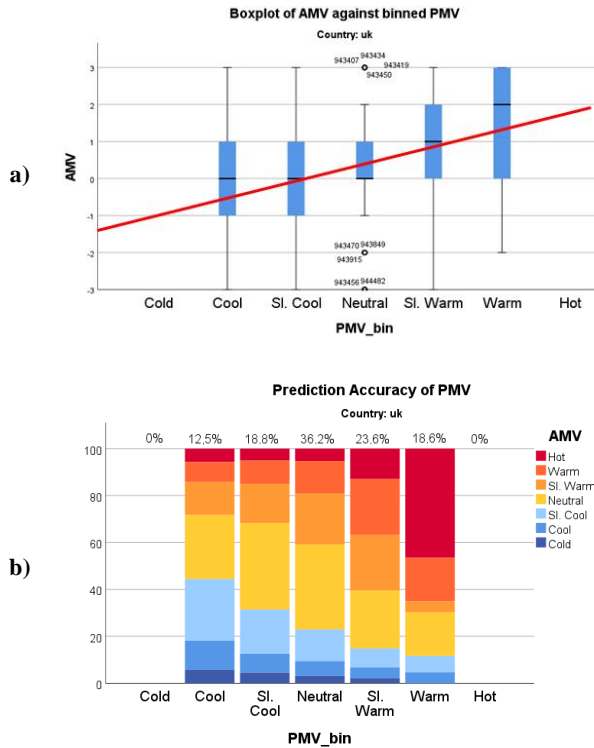 Boxplot of AMV against binned PMV
Country: uk
a)
AMV
3
2
1
0
-1
-2
-3
943434
943407
943419
943450
943470 943849
943915
943456 944482
Cold Cool Sl. Cool Neutral Sl. Warm Warm Hot
PMV_bin
Prediction Accuracy of PMV
Country: uk
b)
0% 12,5% 18.8% 36.2% 23.6% 18.6% 0%
100
80
60
40
20
0
AMV
Hot
Warm
Sl. Warm
Neutral
Sl. Cool
Cool
Cold
Cold Cool Sl. Cool Neutral Sl. Warm Warm Hot
PMV_bin